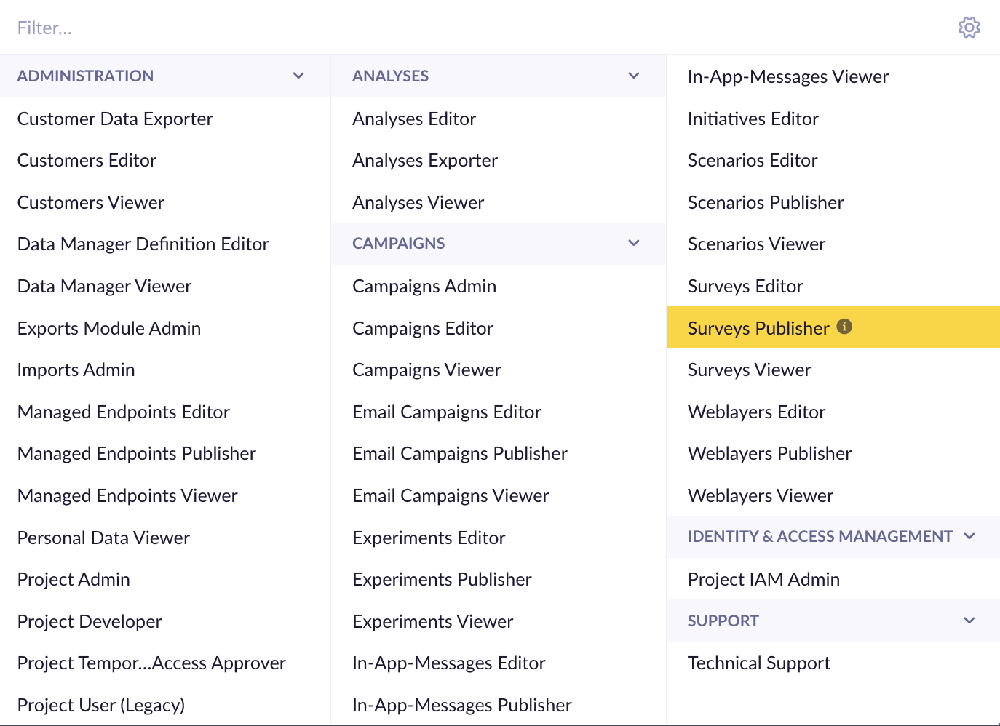 Filter...
ADMINISTRATION
Customer Data Exporter
Customers Editor
Customers Viewer
Data Manager Definition Editor
Data Manager Viewer
Exports Module Admin
Imports Admin
Managed Endpoints Editor
Managed Endpoints Publisher
Managed Endpoints Viewer
Personal Data Viewer
Project Admin
Project Developer
Project Tempor...Access Approver
Project User (Legacy)
ANALYSES
Analyses Editor
Analyses Exporter
Analyses Viewer
CAMPAIGNS
Campaigns Admin
Campaigns Editor
Campaigns Viewer
Email Campaigns Editor
Email Campaigns Publisher
Email Campaigns Viewer
Experiments Editor
Experiments Publisher
Experiments Viewer
In-App-Messages Editor
In-App-Messages Publisher
In-App-Messages Viewer
Initiatives Editor
Scenarios Editor
Scenarios Publisher
Scenarios Viewer
Surveys Editor
Surveys Publisher
Surveys Viewer
Weblayers Editor
Weblayers Publisher
Weblayers Viewer
IDENTITY & ACCESS MANAGEMENT
Project IAM Admin
SUPPORT
Technical Support